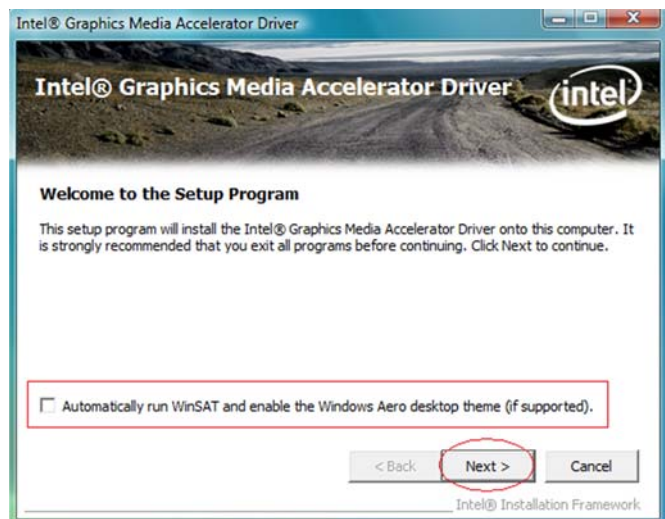 Intel® Graphics Media Accelerator Driver
Intel® Graphics Media Accelerator Driver
intel
Welcome to the Setup Program
This setup program will install the Intel® Graphics Media Accelerator Driver onto this computer. It
is strongly recommended that you exit all programs before continuing. Click Next to continue.
Automatically run WinSAT and enable the Windows Aero desktop theme (if supported).
< Back
Next >
Cancel
Intel® Installation Framework